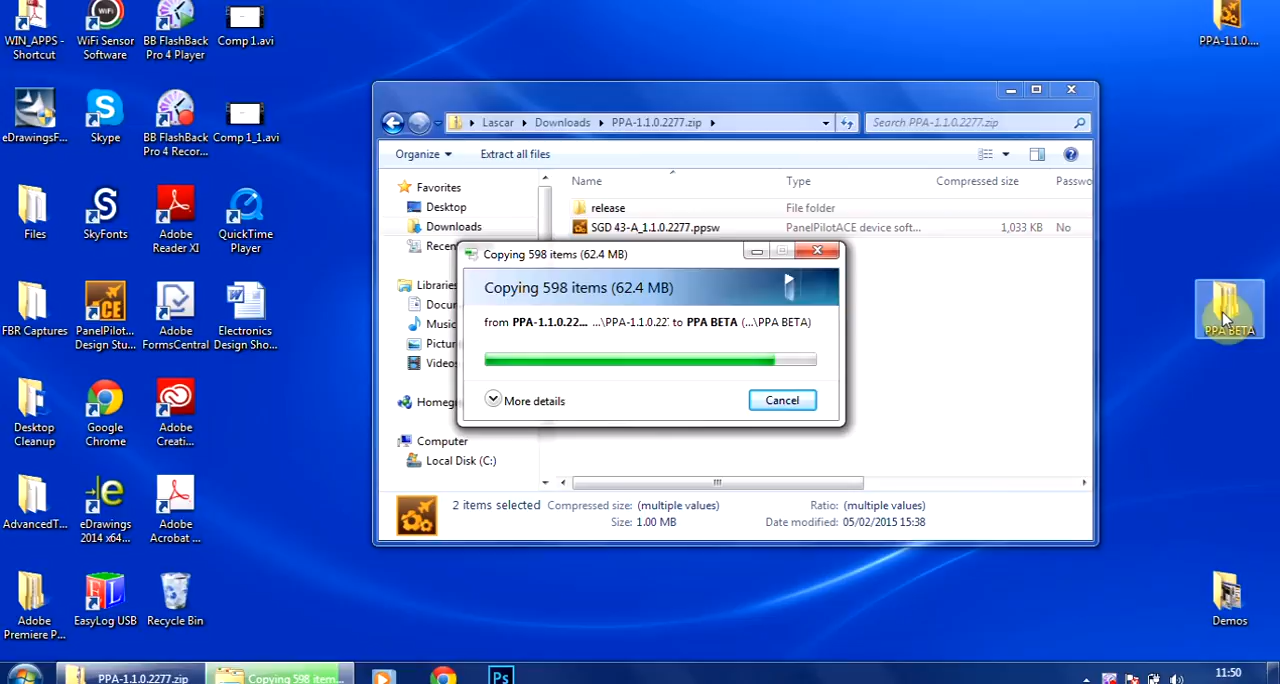 WIN_APPS -
Shortcut
WiFi
WiFi Sensor
Software
BB FlashBack
Pro 4 Player
Comp 1.avi
PPA-1.1.0....
eDrawingsF...
Skype
BB FlashBack
Pro 4 Recor...
Comp 1_1.avi
Files
SkyFonts
Adobe
Reader XI
QuickTime
Player
FBR Captures
PanelPilot...
Design Stu...
Adobe
FormsCentral
Electronics
Design Sho...
Desktop
Cleanup
Google
Chrome
Adobe
Creati...
AdvancedT...
eDrawings
2014 x64...
Adobe
Acrobat ...
Adobe
Premiere P...
EasyLog USB
Recycle Bin
Lascar
Downloads
PPA-1.1.0.2277.zip
Search PPA-1.1.0.2277.zip
Organize
Extract all files
Favorites
Desktop
Downloads
Recen
Libraries
Docur
Music
Pictur
Video
Homeg
Computer
Local Disk (C:)
Name
Type
Compressed size
Passwo
release
File folder
SGD 43-A_1.1.0.2277.ppsw
PanelPilotACE device soft...
1,033 KB
No
Copying 598 items (62.4 MB)
Copying 598 items (62.4 MB)
from PPA-1.1.0.22... ...\PPA-1.1.0.22 to PPA BETA (...\PPA BETA)
More details
Cancel
2 items selected
Compressed size: (multiple values)
Ratio: (multiple values)
Size: 1.00 MB
Date modified: 05/02/2015 15:38
PPA BETA
Demos
PPA-1.1.0.2277.zip
Copying 598 item...
Ps
11:50